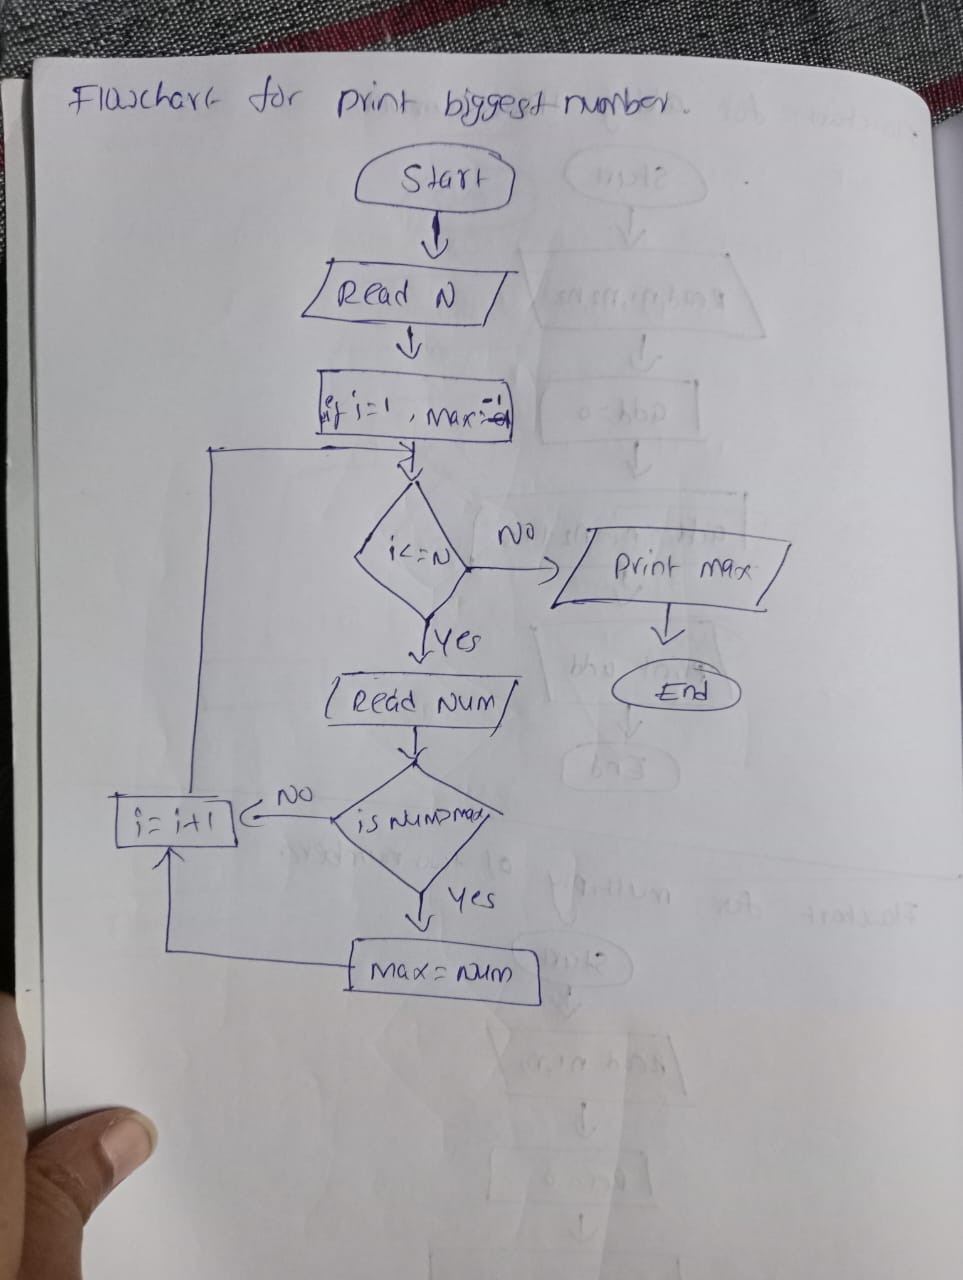 Flowchart for print biggest number.
Start
Read N
if i=1, Max=-1
i<=N
NO
Print max
Yes
End
Read NUM
is NUM>max
NO
i=i+1
Yes
Max=NUM